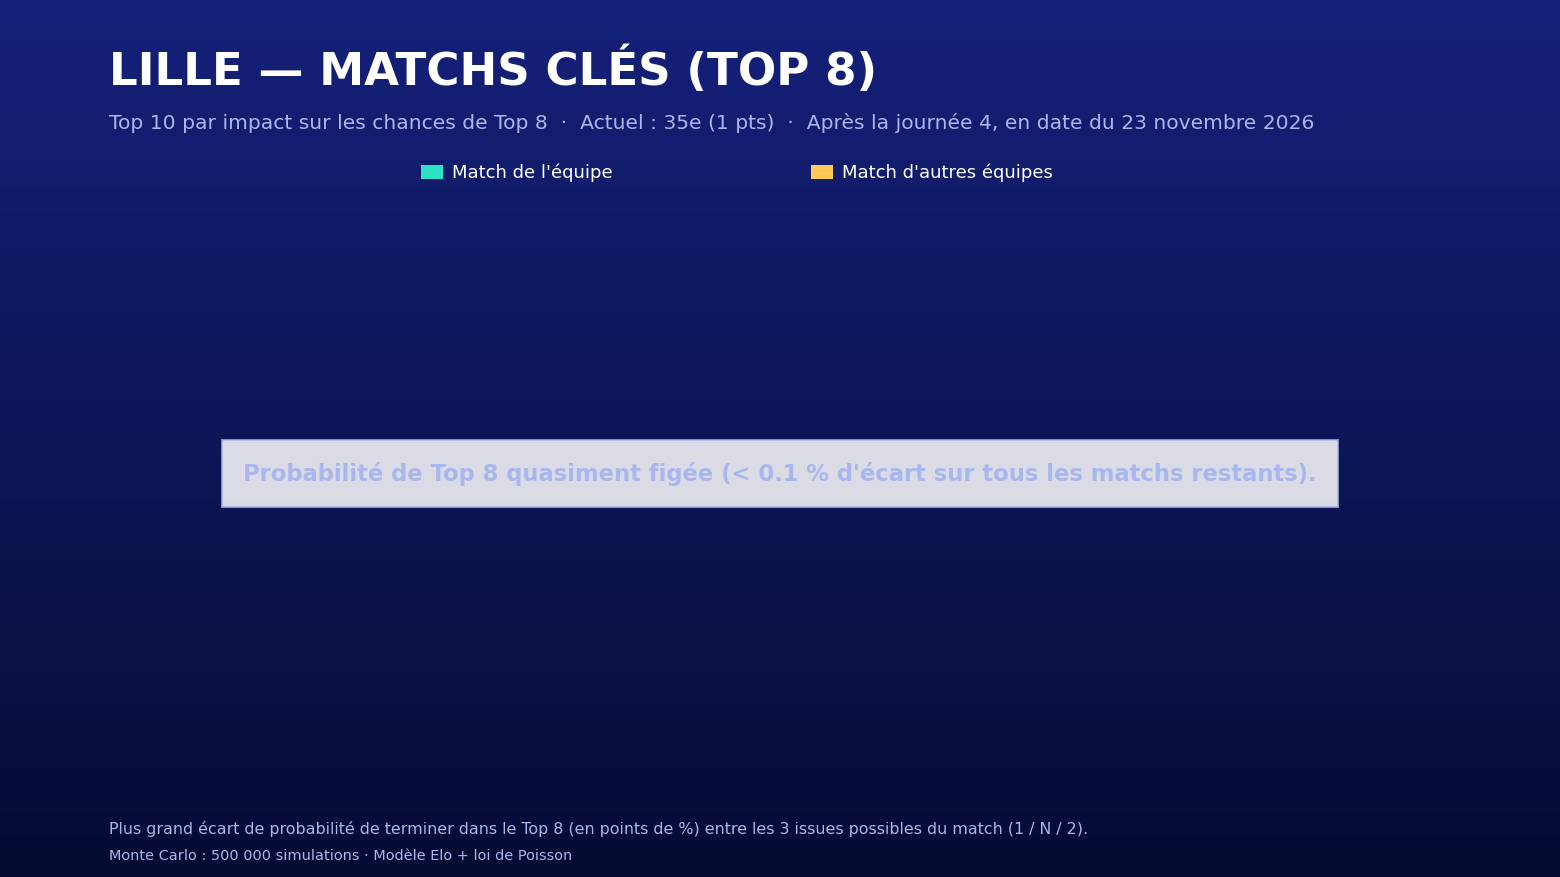 LILLE — MATCHS CLÉS (TOP 8)
Top 10 par impact sur les chances de Top 8 · Actuel : 35e (1 pts) · Après la journée 4, en date du 23 novembre 2026
Match de l'équipe
Match d'autres équipes
Probabilité de Top 8 quasiment figée (< 0.1 % d'écart sur tous les matchs restants).
Plus grand écart de probabilité de terminer dans le Top 8 (en points de %) entre les 3 issues possibles du match (1 / N / 2).
Monte Carlo : 500 000 simulations · Modèle Elo + loi de Poisson